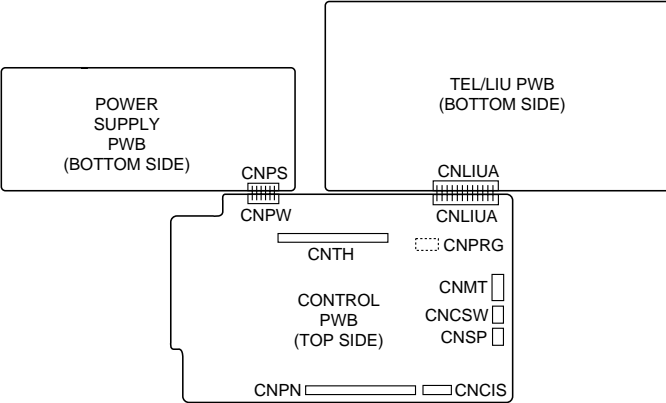 POWER
SUPPLY
PWB
(BOTTOM SIDE)
TEL/LIU PWB
(BOTTOM SIDE)
CNPS
CNLIUA
CNPW
CNLIUA
CNTH
CNPRG
CNMT
CONTROL
PWB
(TOP SIDE)
CNCSW
CNSP
CNPN
CNCIS